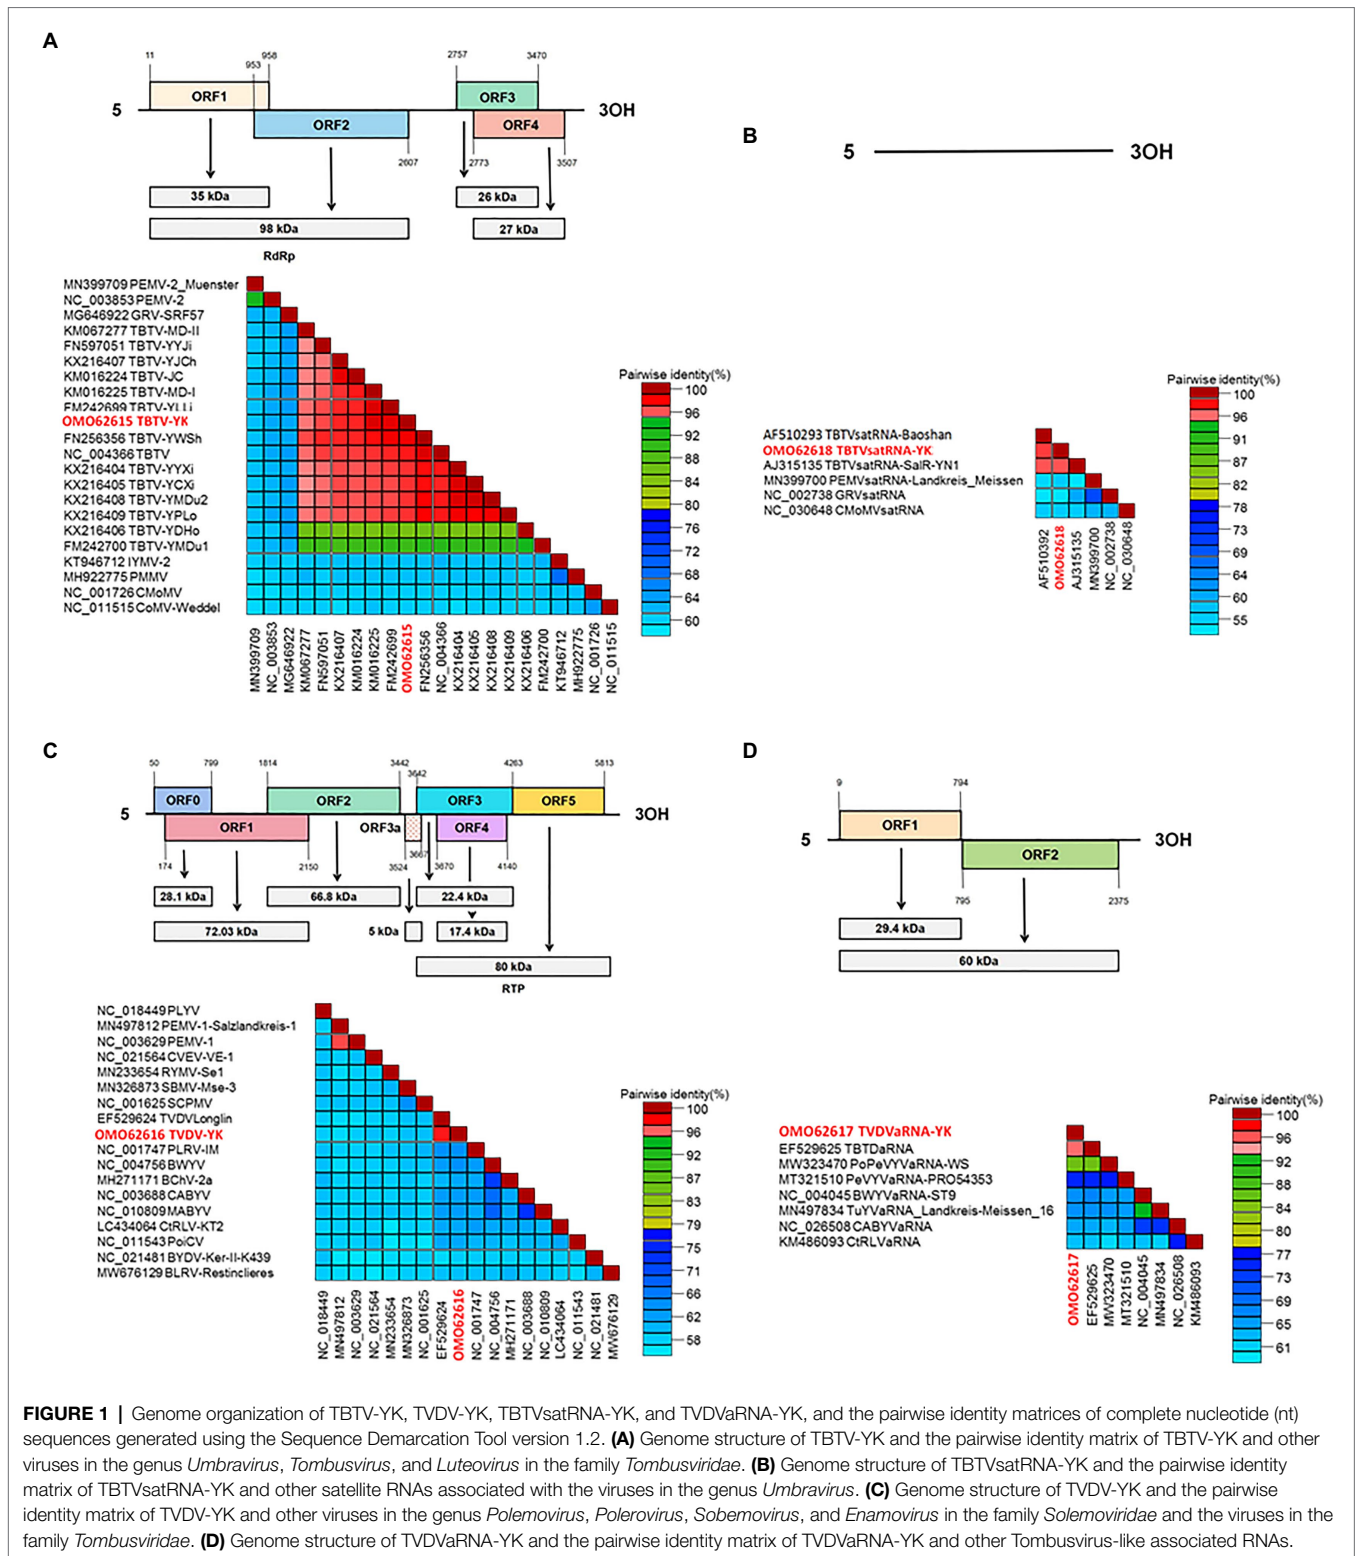 A
11
953
958
2757
3470
ORF1
ORF3
5
3OH
ORF2
ORF4
2607
2773
3507
35 kDa
26 kDa
98 kDa
27 kDa
RdRp
MN399709 PEMV-2_Muenster
NC_003853 PEMV-2
MG646922 GRV-SRF57
KM067277 TBTV-MD-II
FN597051 TBTV-YYJi
KX216407 TBTV-YJCh
KM016224 TBTV-JC
KM016225 TBTV-MD-I
FM242699 TBTV-YLLi
OMO62615 TBTV-YK
FN256356 TBTV-YWSh
NC_004366 TBTV
KX216404 TBTV-YYXi
KX216405 TBTV-YCXi
KX216408 TBTV-YMDu2
KX216409 TBTV-YPLo
KX216406 TBTV-YDHo
FM242700 TBTV-YMDu1
KT946712 IYMV-2
MH922775 PMMV
NC_001726 CMoMV
NC_011515 CoMV-Weddel
MN399709
NC_003853
MG646922
KM067277
FN597051
KX216407
KM016224
KM016225
FM242699
OMO62615
FN256356
NC_004366
KX216404
KX216405
KX216408
KX216409
KX216406
FM242700
KT946712
MH922775
NC_001726
NC_011515
Pairwise identity(%)
100
96
92
88
84
80
76
72
68
64
60
B
5
3OH
AF510293 TBTVsatRNA-Baoshan
OMO62618 TBTVsatRNA-YK
AJ315135 TBTVsatRNA-SaIR-YN1
MN399700 PEMVsatRNA-Landkreis_Meissen
NC_002738 GRVsatRNA
NC_030648 CMoMVsatRNA
AF510392
OMO62618
AJ315135
MN399700
NC_002738
NC_030648
Pairwise identity(%)
100
96
91
87
82
78
73
69
64
60
55
C
50
799
1814
3442
3642
4263
5813
ORF0
ORF2
ORF3
ORF5
5
3OH
ORF1
ORF3a
ORF4
174
2150
3524
3667
3670
4140
28.1 kDa
66.8 kDa
22.4 kDa
72.03 kDa
5 kDa
17.4 kDa
80 kDa
RTP
NC_018449 PLYV
MN497812 PEMV-1-Salzlandkreis-1
NC_003629 PEMV-1
NC_021564 CVEV-VE-1
MN233654 RYMV-Se1
MN326873 SBMV-Mse-3
NC_001625 SCPMV
EF529624 TVDVLonglin
OMO62616 TVDV-YK
NC_001747 PLRV-IM
NC_004756 BWYV
MH271171 BChV-2a
NC_003688 CABYV
NC_010809 MABYV
LC434064 CtRLV-KT2
NC_011543 PoiCV
NC_021481 BYDV-Ker-II-K439
MW676129 BLRV-Restinclieres
NC_018449
MN497812
NC_003629
NC_021564
MN233654
MN326873
NC_001625
EF529624
OMO62616
NC_001747
NC_004756
MH271171
NC_003688
NC_010809
LC434064
NC_011543
NC_021481
MW676129
Pairwise identity(%)
100
96
92
87
83
79
75
71
66
62
58
D
9
794
ORF1
5
3OH
ORF2
795
2375
29.4 kDa
60 kDa
OMO62617 TVDVaRNA-YK
EF529625 TBTDaRNA
MW323470 PoPeVYVaRNA-WS
MT321510 PeVYVaRNA-PRO54353
NC_004045 BWYVaRNA-ST9
MN497834 TuYVaRNA_Landkreis-Meissen_16
NC_026508 CABYVaRNA
KM486093 CtRLVaRNA
OMO62617
EF529625
MW323470
MT321510
NC_004045
MN497834
NC_026508
KM486093
Pairwise identity(%)
100
96
92
88
84
80
77
73
69
65
61
FIGURE 1 | Genome organization of TBTV-YK, TVDV-YK, TBTVsatRNA-YK, and TVDVaRNA-YK, and the pairwise identity matrices of complete nucleotide (nt)
sequences generated using the Sequence Demarcation Tool version 1.2. (A) Genome structure of TBTV-YK and the pairwise identity matrix of TBTV-YK and other
viruses in the genus Umbravirus, Tombusvirus, and Luteovirus in the family Tombusviridae. (B) Genome structure of TBTVsatRNA-YK and the pairwise identity
matrix of TBTVsatRNA-YK and other satellite RNAs associated with the viruses in the genus Umbravirus. (C) Genome structure of TVDV-YK and the pairwise
identity matrix of TVDV-YK and other viruses in the genus Polemovirus, Polerovirus, Sobemovirus, and Enamovirus in the family Solemoviridae and the viruses in the
family Tombusviridae. (D) Genome structure of TVDVaRNA-YK and the pairwise identity matrix of TVDVaRNA-YK and other Tombusvirus-like associated RNAs.